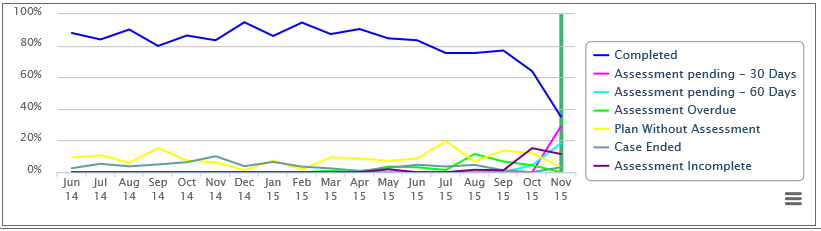 100%
80%
60%
40%
20%
0%
Jun Jul Aug Sep Oct Nov Dec Jan Feb Mar Apr May Jun Jul Aug Sep Oct Nov
14 14 14 14 14 14 14 15 15 15 15 15 15 15 15 15 15 15
Completed
Assessment pending - 30 Days
Assessment pending - 60 Days
Assessment Overdue
Plan Without Assessment
Case Ended
Assessment Incomplete